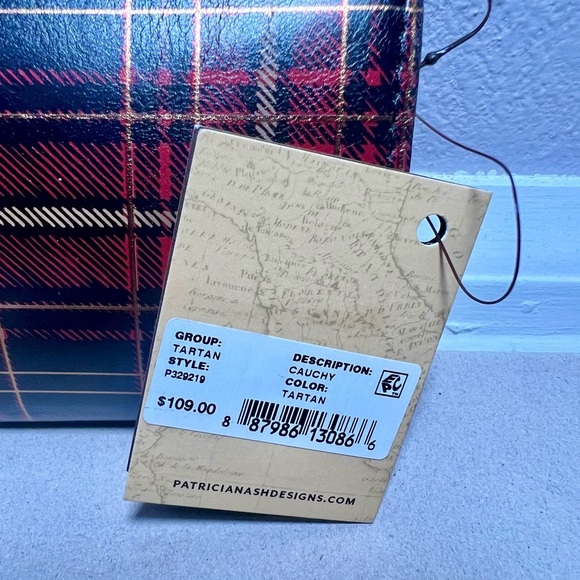 GROUP:
TARTAN
STYLE:
P329219
$109.00
DESCRIPTION:
CAUCHY
COLOR:
TARTAN
8 87986 13086 6
PATRICIANASHDESIGNS.COM